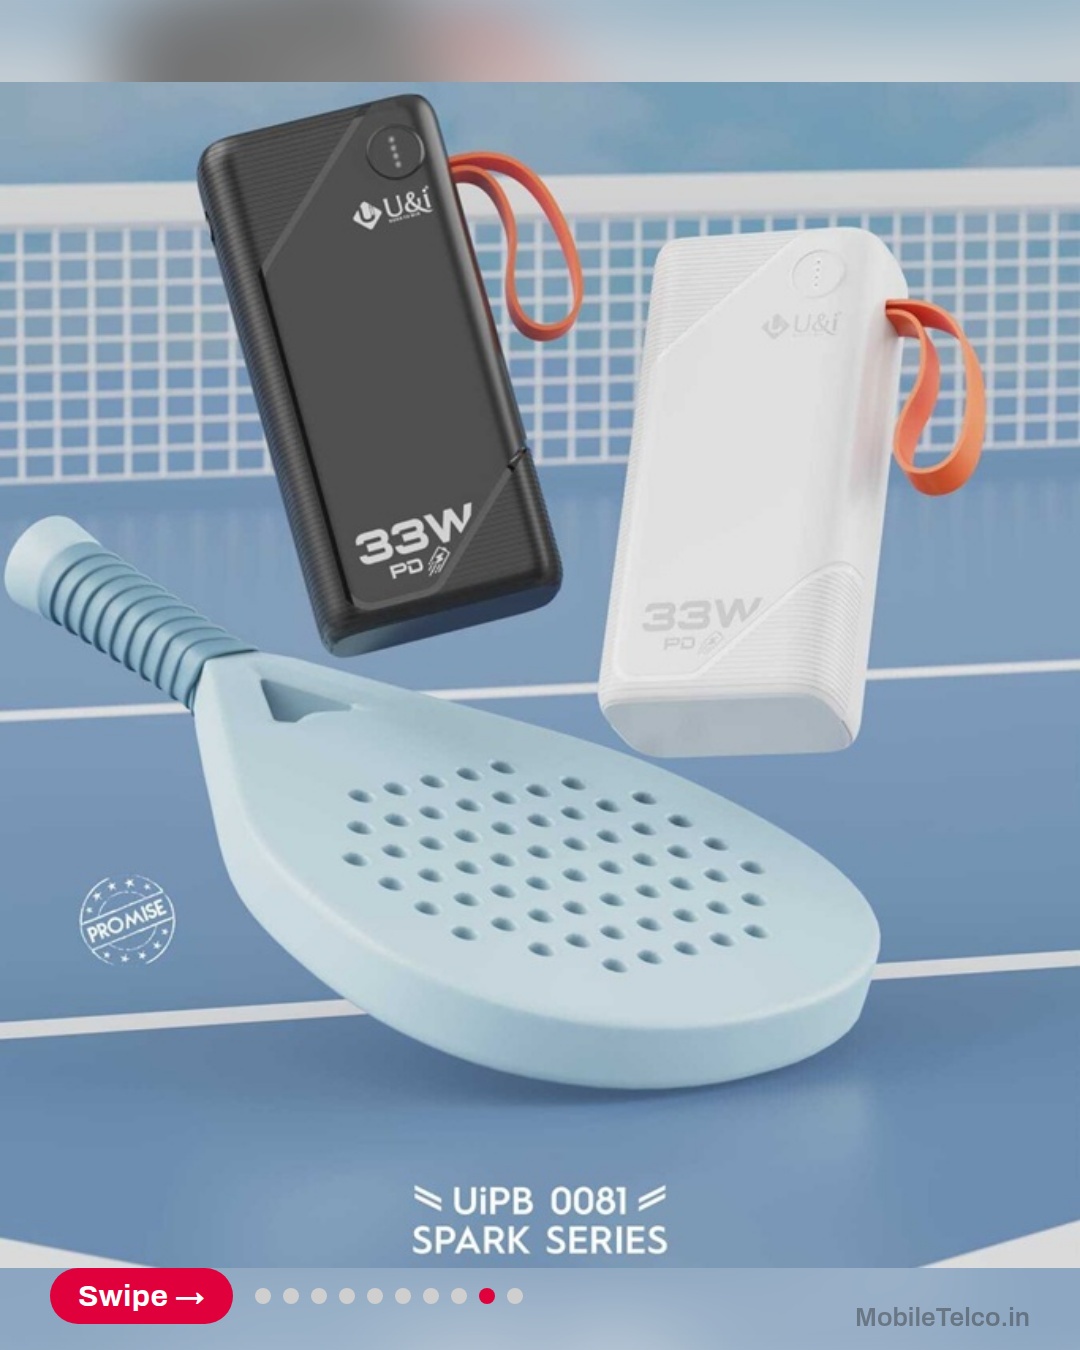 U&i
33W
PD
U&i
33W
PD
PROMISE
UiPB 0081
SPARK SERIES
Swipe →
MobileTelco.in